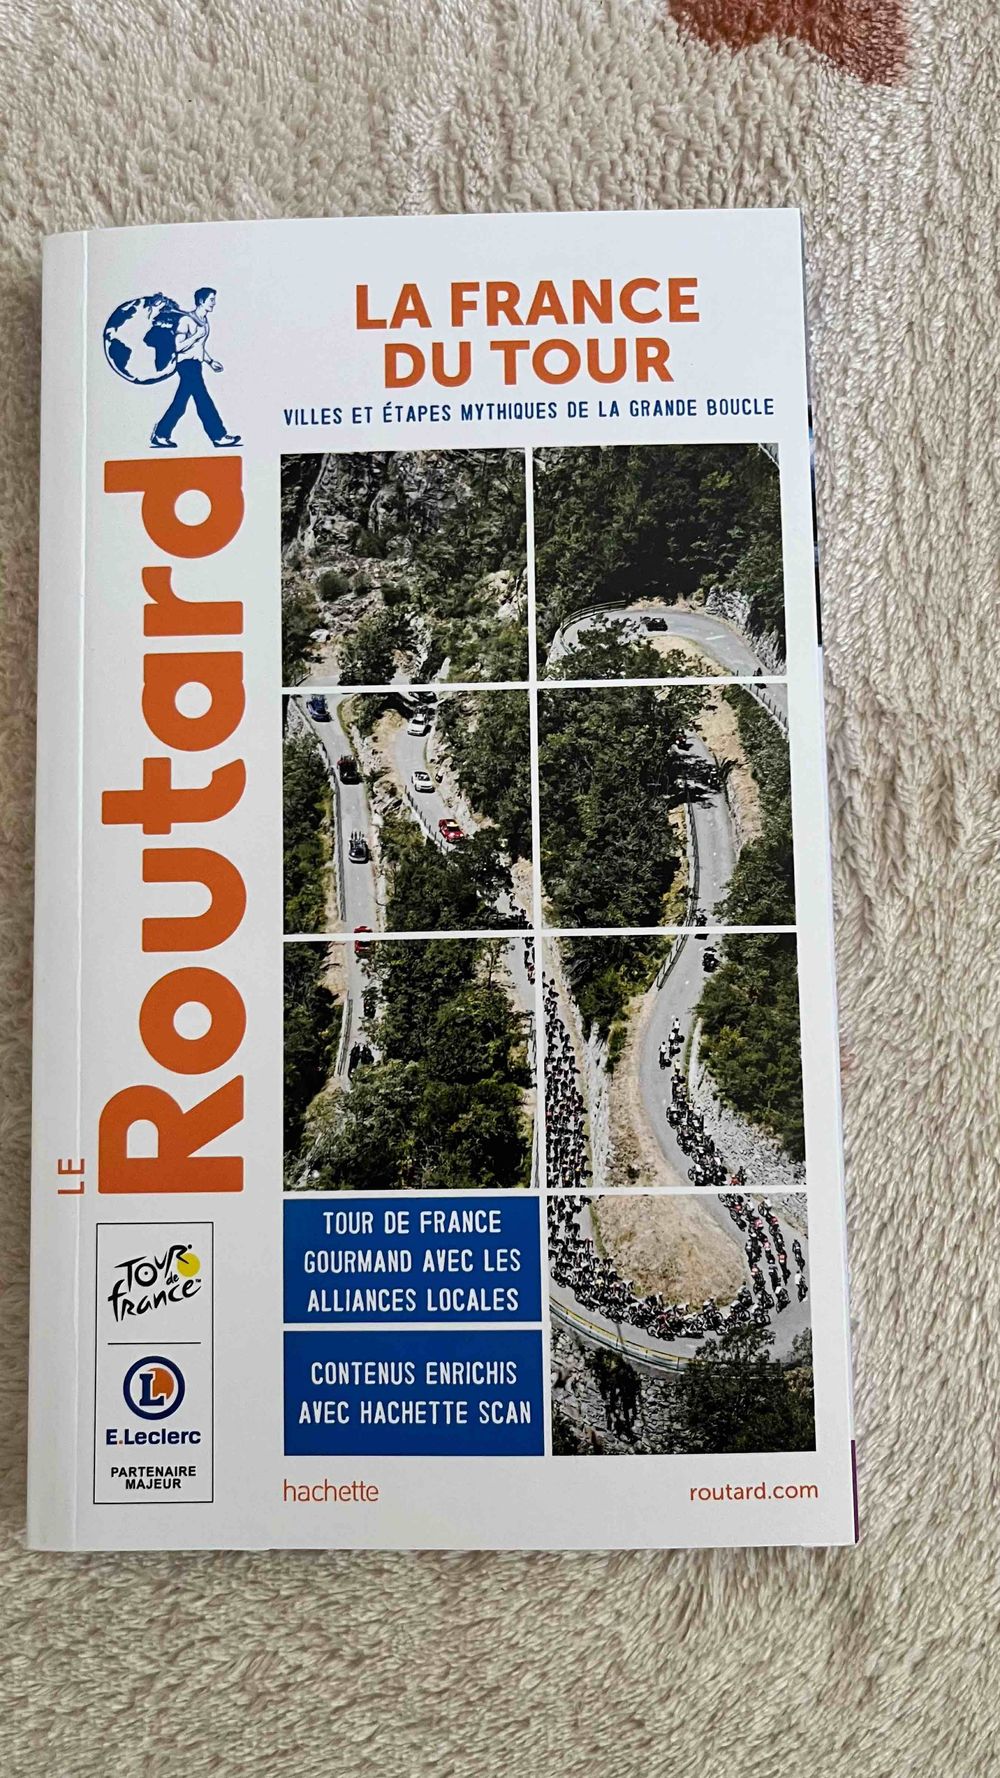 LA FRANCE
DU TOUR
VILLES ET ÉTAPES MYTHIQUES DE LA GRANDE BOUCLE
LE
Routard
TOUR DE FRANCE
GOURMAND AVEC LES
ALLIANCES LOCALES
CONTENUS ENRICHIS
AVEC HACHETTE SCAN
TOUR
de
france™
L
E.Leclerc
PARTENAIRE
MAJEUR
hachette
routard.com